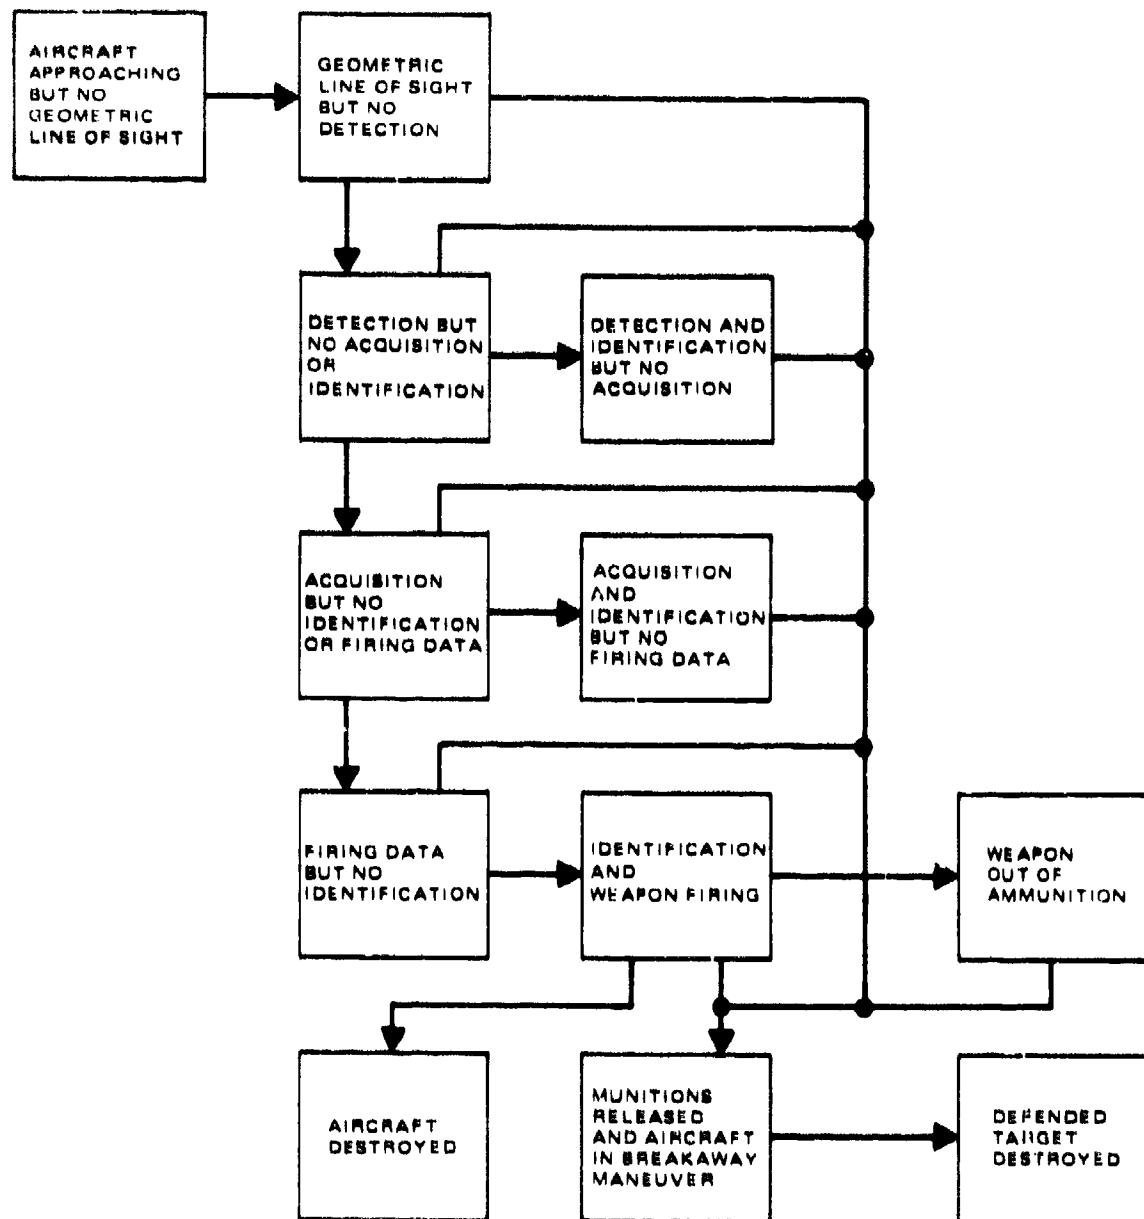 AIRCRAFT
APPROACHING
BUT NO
GEOMETRIC
LINE OF SIGHT
GEOMETRIC
LINE OF SIGHT
BUT NO
DETECTION
DETECTION BUT
NO ACQUISITION
OR
IDENTIFICATION
DETECTION AND
IDENTIFICATION
BUT NO
ACQUISITION
ACQUISITION
BUT NO
IDENTIFICATION
OR FIRING DATA
ACQUISITION
AND
IDENTIFICATION
BUT NO
FIRING DATA
FIRING DATA
BUT NO
IDENTIFICATION
IDENTIFICATION
AND
WEAPON FIRING
WEAPON
OUT OF
AMMUNITION
AIRCRAFT
DESTROYED
MUNITIONS
RELEASED
AND AIRCRAFT
IN BREAKAWAY
MANEUVER
DEFENDED
TARGET
DESTROYED